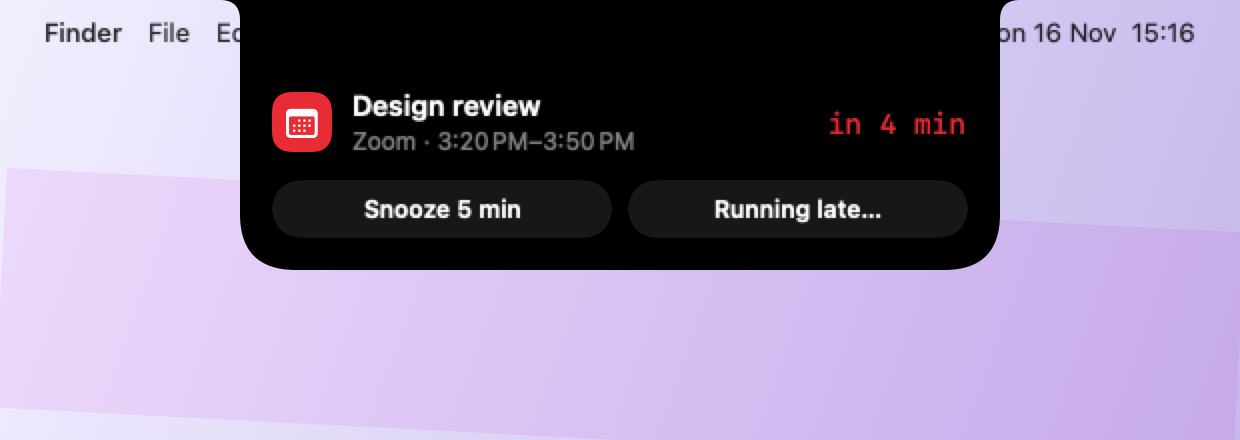 Finder File
16 Nov 15:16
Design review
Zoom · 3:20 PM–3:50 PM
in 4 min
Snooze 5 min
Running late...